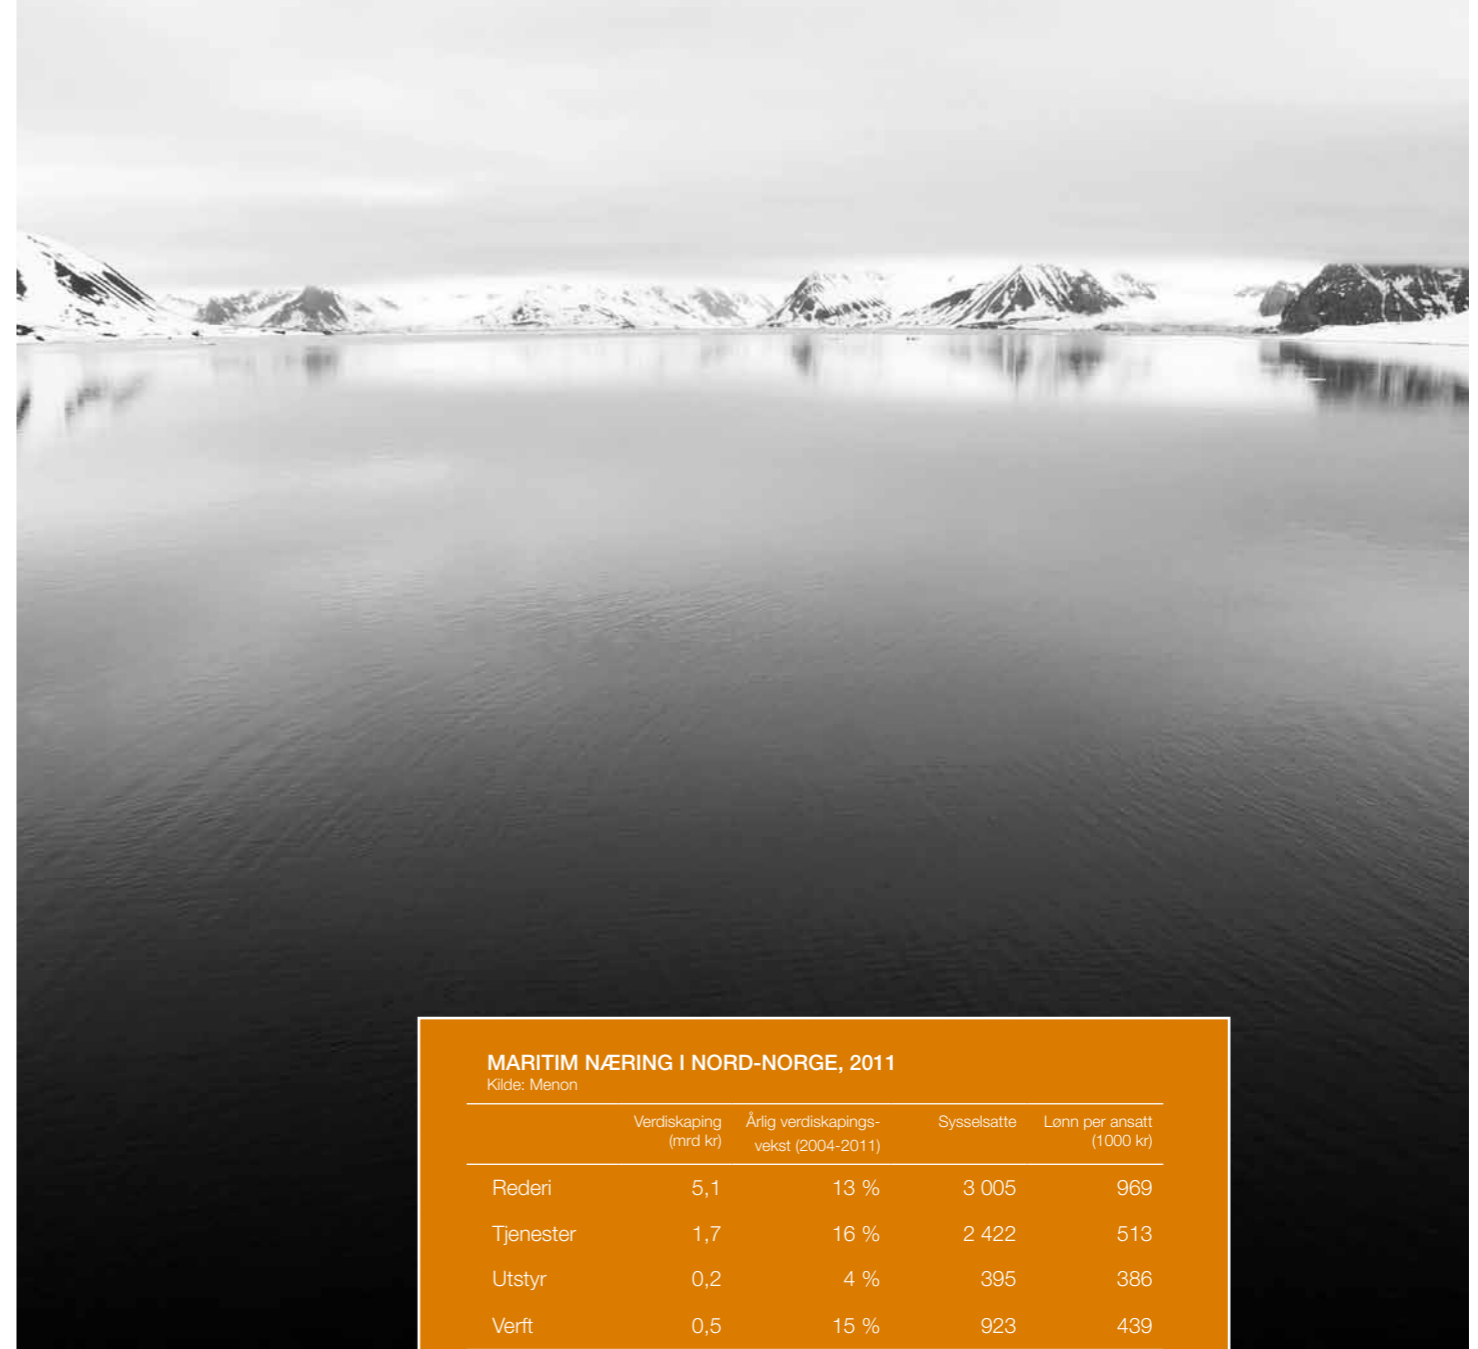 MARITIM NÆRING I NORD-NORGE, 2011
Kilde: Menon
Verdiskaping (mrd kr) Årlig verdiskapings-vekst (2004-2011) Sysselsatte Lønn per ansatt (1000 kr)
Rederi 5,1 13 % 3 005 969
Tjenester 1,7 16 % 2 422 513
Utstyr 0,2 4 % 395 386
Verft 0,5 15 % 923 439